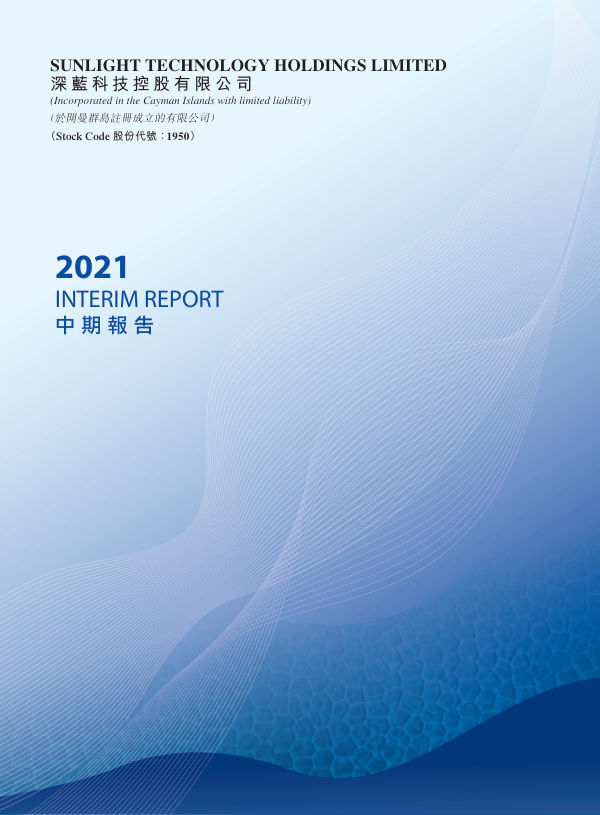 SUNLIGHT TECHNOLOGY HOLDINGS LIMITED
深藍科技控股有限公司
(Incorporated in the Cayman Islands with limited liability)
(於開曼群島註冊成立的有限公司)
(Stock Code 股份代號：1950)
2021
INTERIM REPORT
中期報告